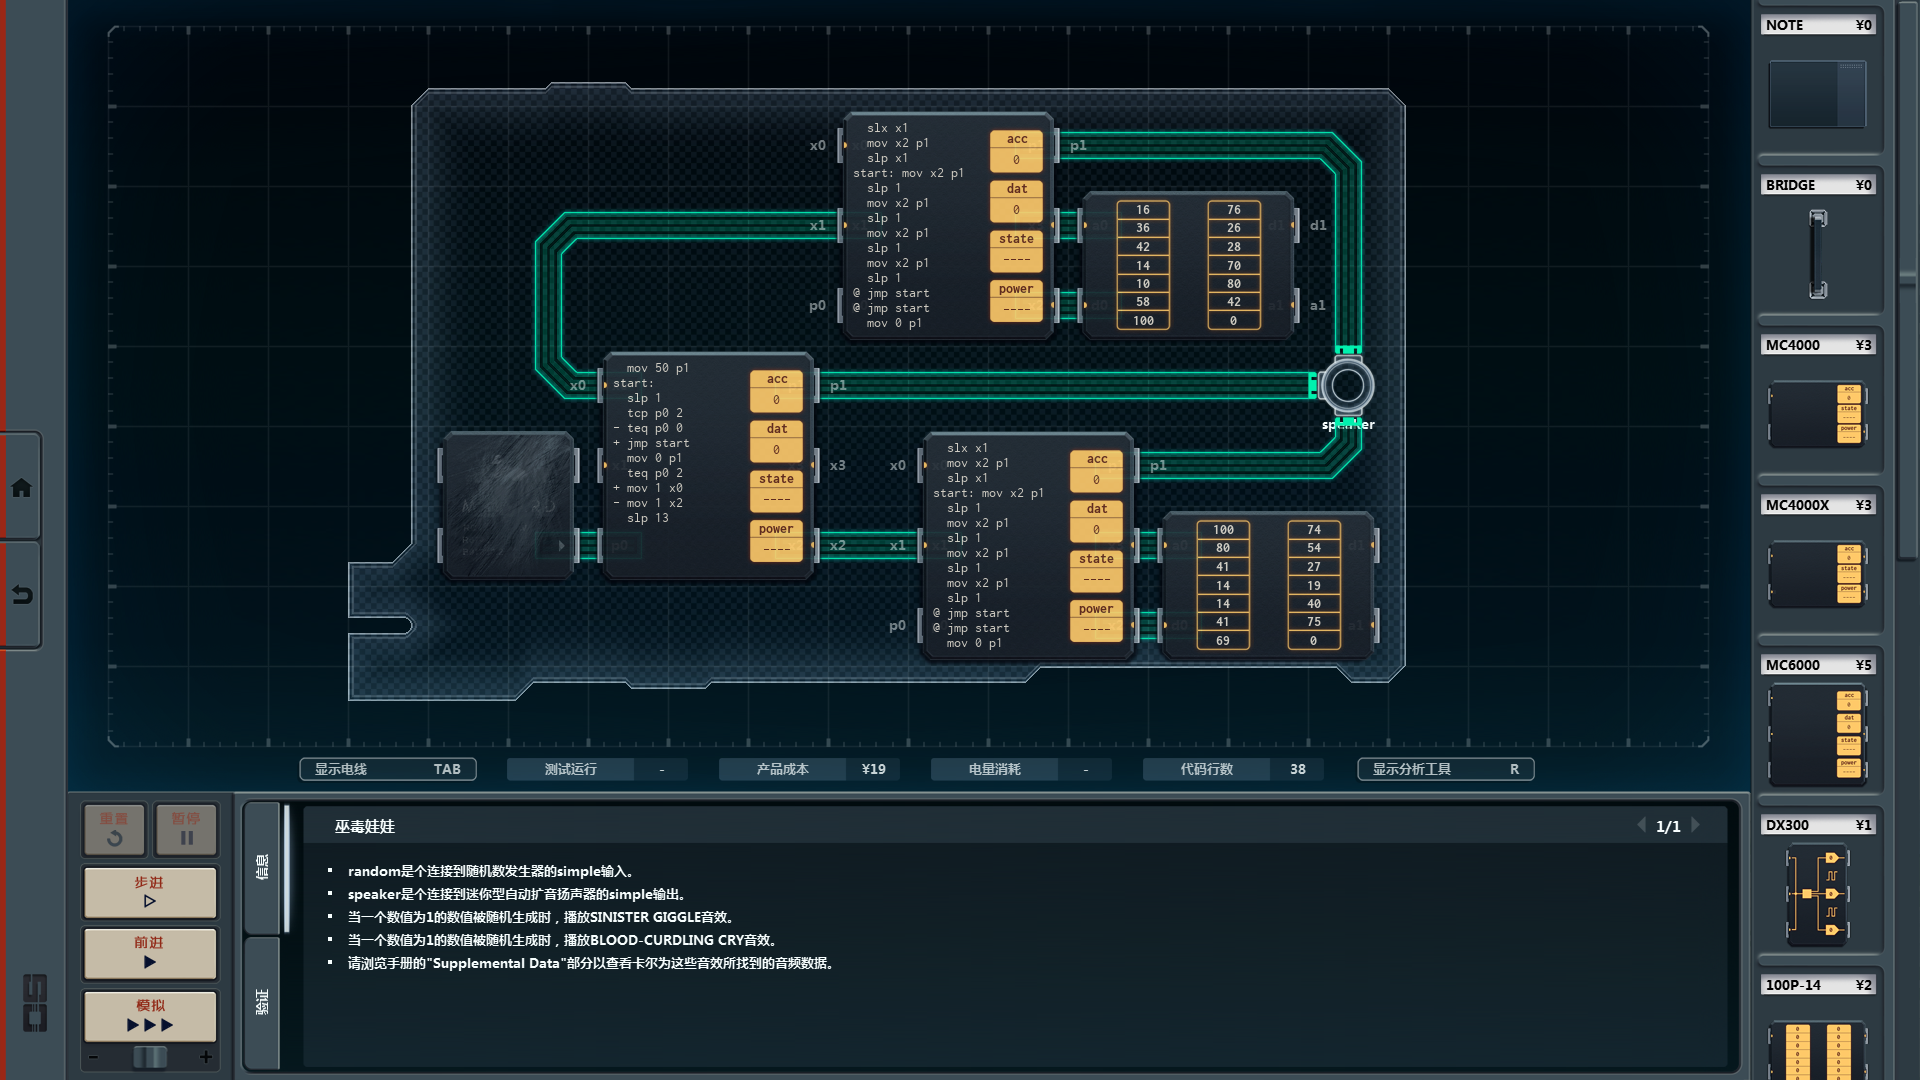 NOTE ¥0
BRIDGE ¥0
MC4000 ¥3
MC4000X ¥3
MC6000 ¥5
DX300 ¥1
100P-14 ¥2
x0
x1
p0
p1
slx x1
mov x2 p1
slp x1
start: mov x2 p1
slp 1
mov x2 p1
slp 1
mov x2 p1
slp 1
mov x2 p1
slp 1
@ jmp start
@ jmp start
mov 0 p1
acc
0
dat
0
state
----
power
----
16 76
36 26
42 28
14 70
10 80
58 42
100 0
d1
a1
x0
p1
x3
x2
mov 50 p1
start:
slp 1
tcp p0 2
- teq p0 0
+ jmp start
mov 0 p1
teq p0 2
+ mov 1 x0
- mov 1 x2
slp 13
acc
0
dat
0
state
----
power
----
speaker
x0
x1
p0
p1
slx x1
mov x2 p1
slp x1
start: mov x2 p1
slp 1
mov x2 p1
slp 1
mov x2 p1
slp 1
mov x2 p1
slp 1
@ jmp start
@ jmp start
mov 0 p1
acc
0
dat
0
state
----
power
----
100 74
80 54
41 27
14 19
14 40
41 75
69 0
显示电线 TAB
测试运行 -
产品成本 ¥19
电量消耗 -
代码行数 38
显示分析工具 R
重置
暂停
步进
前进
模拟
- +
信息
验证
巫毒娃娃
1/1
▪ random是个连接到随机数发生器的simple输入。
▪ speaker是个连接到迷你型自动扩音扬声器的simple输出。
▪ 当一个数值为1的数值被随机生成时，播放SINISTER GIGGLE音效。
▪ 当一个数值为1的数值被随机生成时，播放BLOOD-CURDLING CRY音效。
▪ 请浏览手册的"Supplemental Data"部分以查看卡尔为这些音效所找到的音频数据。